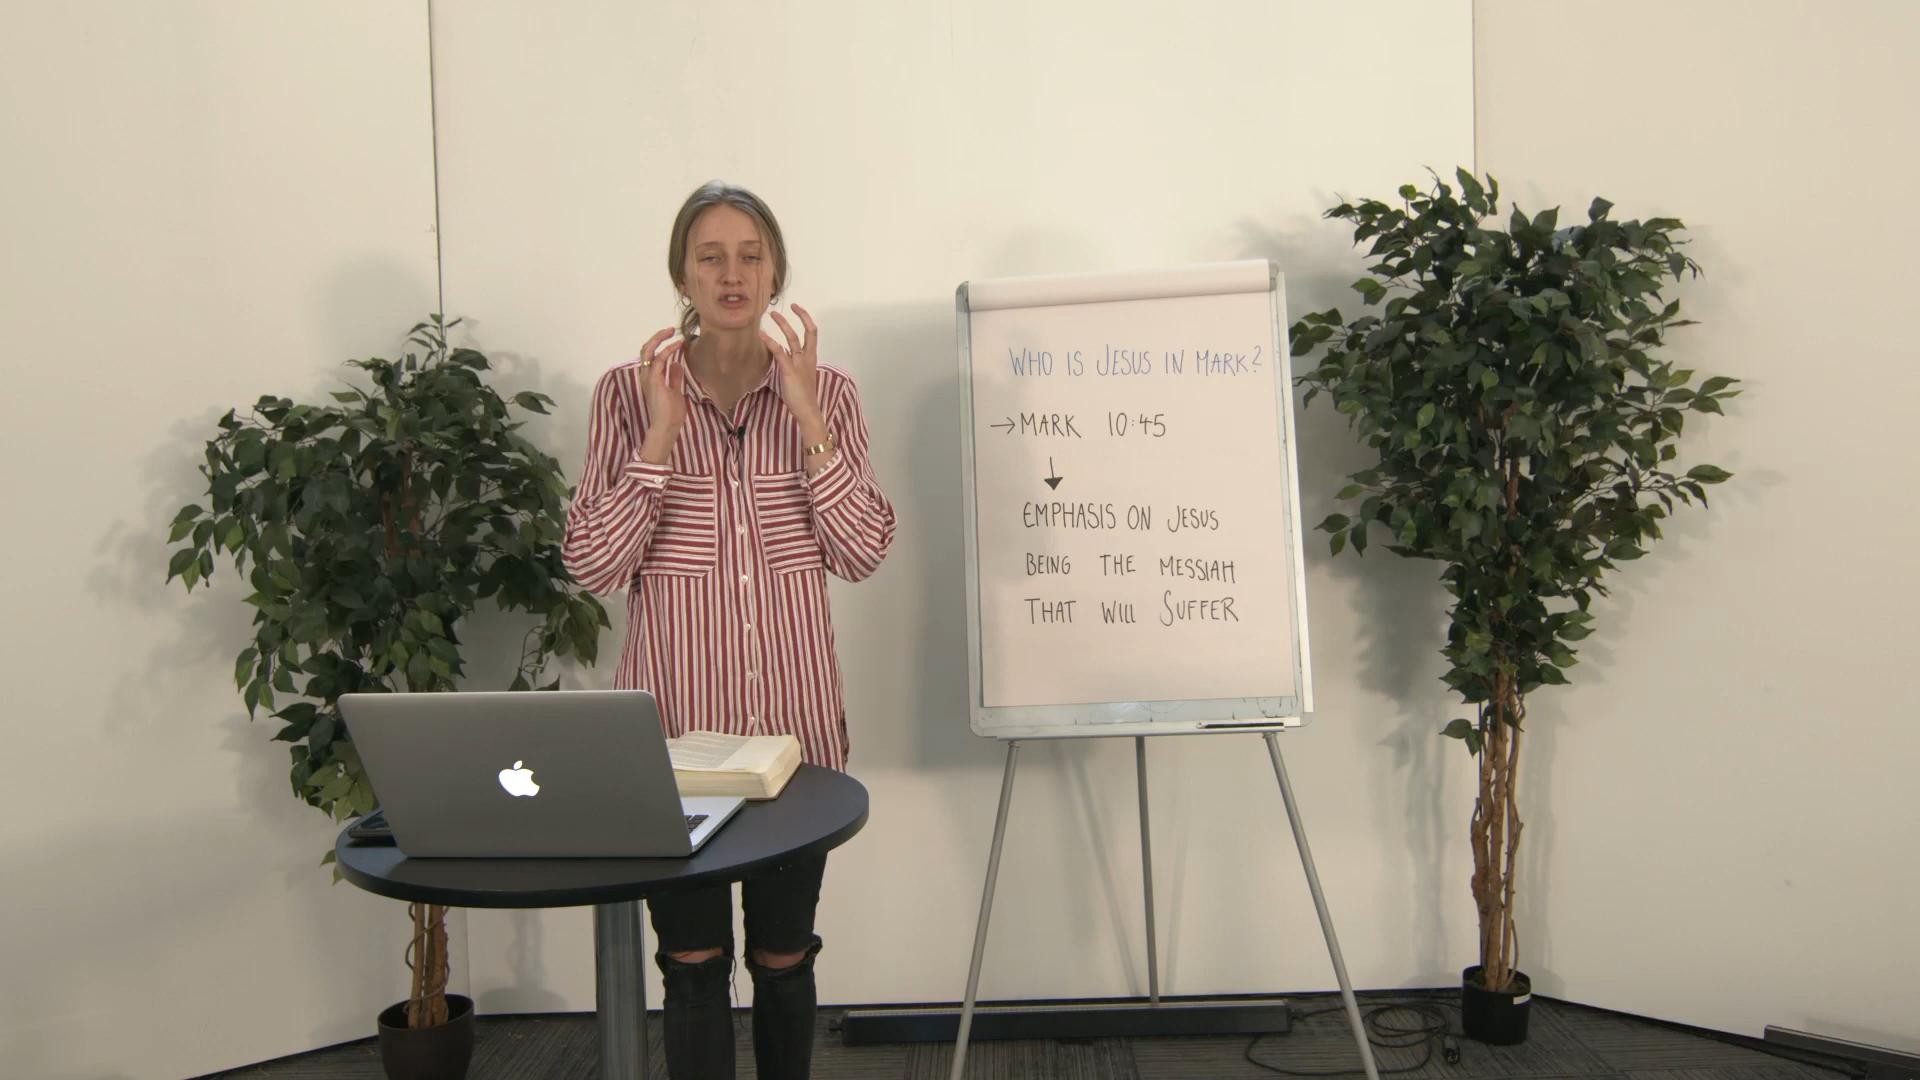 WHO IS JESUS IN MARK?
→ MARK 10:45
↓
EMPHASIS ON JESUS
BEING THE MESSIAH
THAT WILL SUFFER